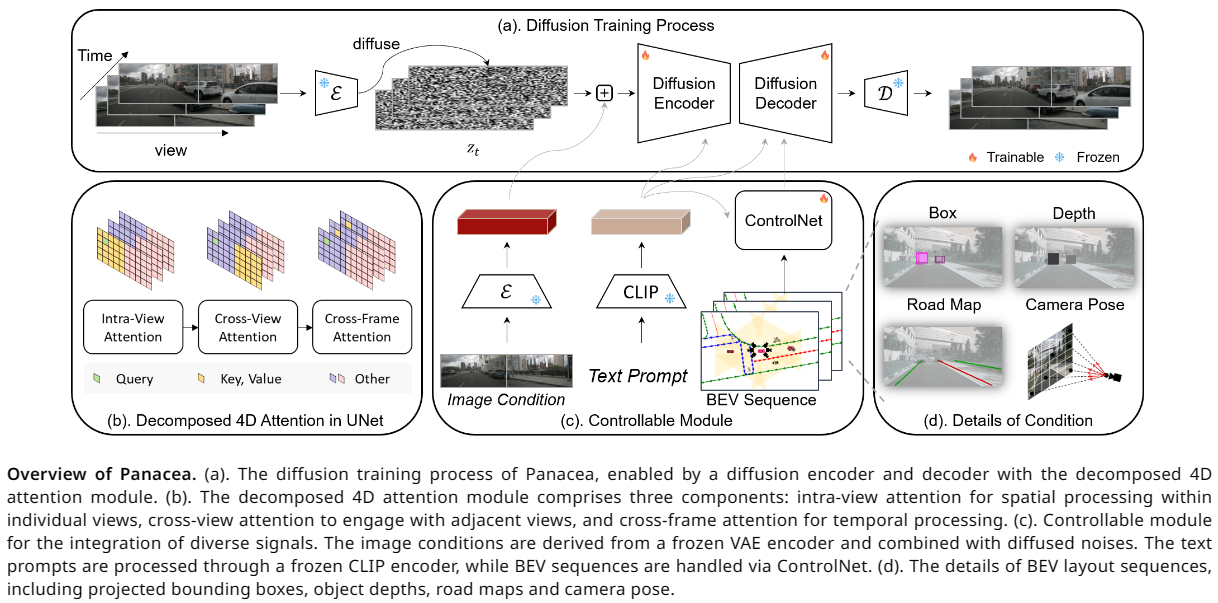 (a). Diffusion Training Process
Time
diffuse
view
ℰ
z_t
+
Diffusion
Encoder
Diffusion
Decoder
𝒟
Trainable
Frozen
Intra-View
Attention
Cross-View
Attention
Cross-Frame
Attention
Query
Key, Value
Other
(b). Decomposed 4D Attention in UNet
ControlNet
ℰ
CLIP
Image Condition
Text Prompt
BEV Sequence
(c). Controllable Module
Box
Depth
Road Map
Camera Pose
(d). Details of Condition
Overview of Panacea. (a). The diffusion training process of Panacea, enabled by a diffusion encoder and decoder with the decomposed 4D
attention module. (b). The decomposed 4D attention module comprises three components: intra-view attention for spatial processing within
individual views, cross-view attention to engage with adjacent views, and cross-frame attention for temporal processing. (c). Controllable module
for the integration of diverse signals. The image conditions are derived from a frozen VAE encoder and combined with diffused noises. The text
prompts are processed through a frozen CLIP encoder, while BEV sequences are handled via ControlNet. (d). The details of BEV layout sequences,
including projected bounding boxes, object depths, road maps and camera pose.